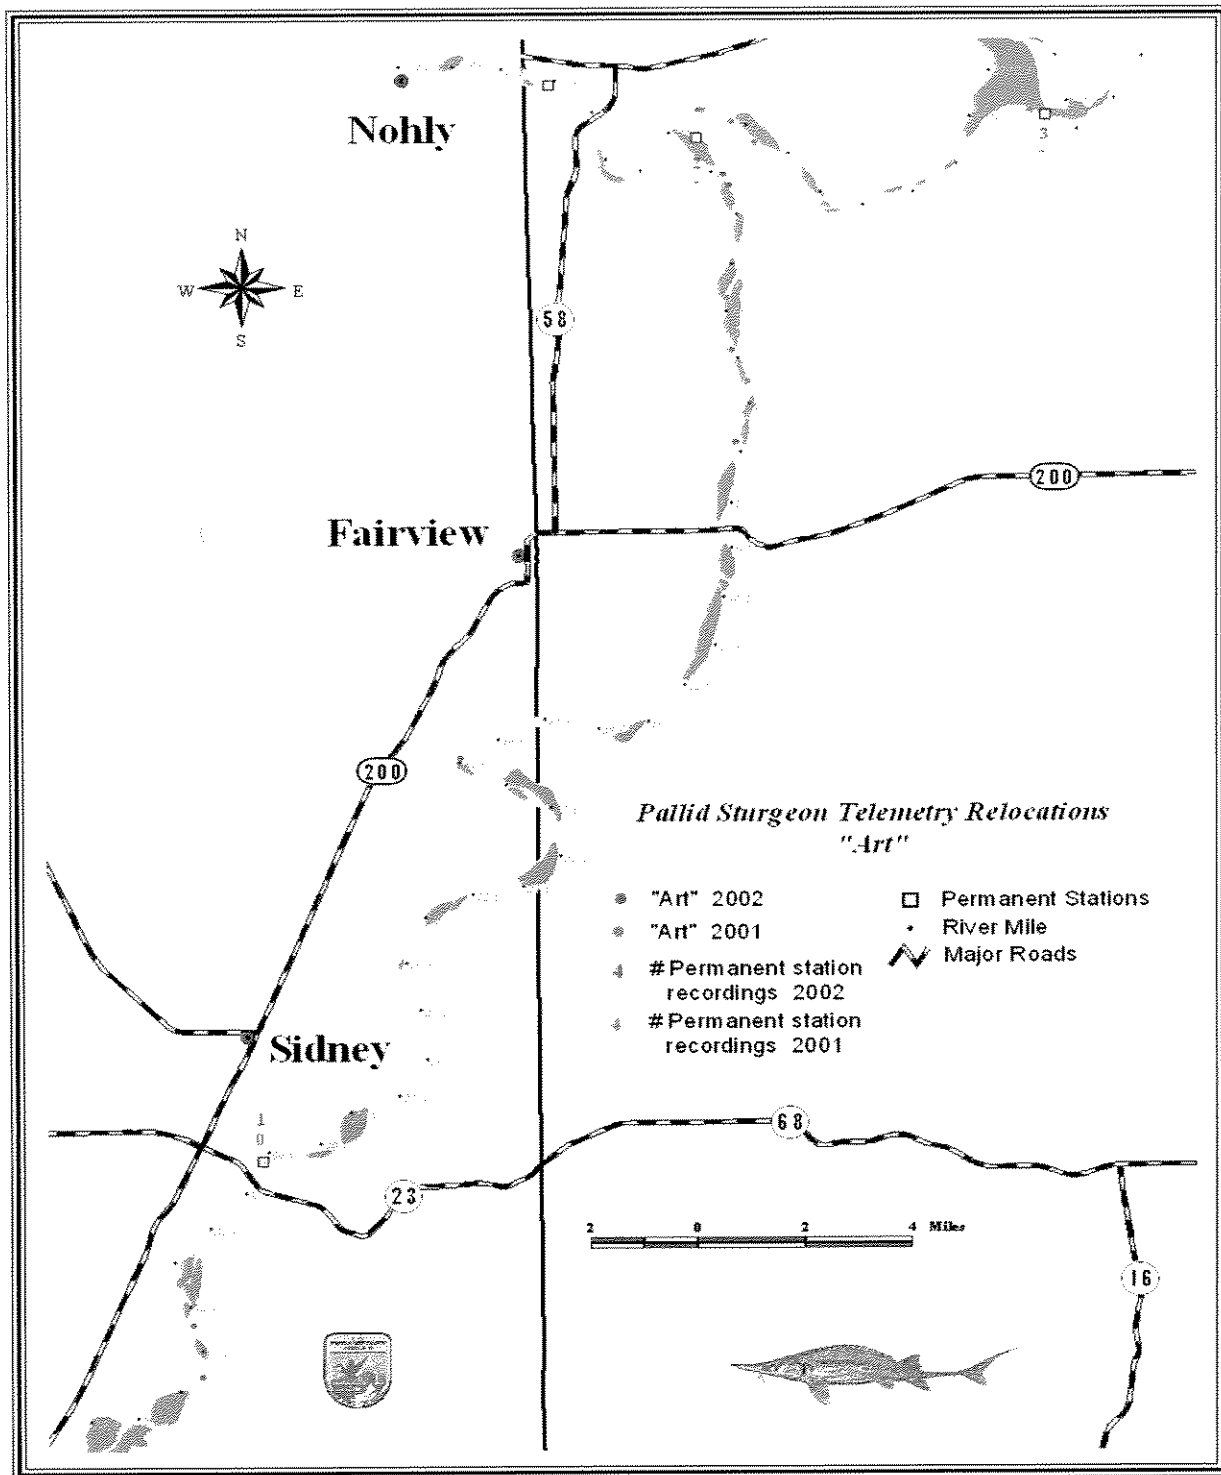 Nohly
3
N
W E
S
58
200
Fairview
200
Pallid Sturgeon Telemetry Relocations
"Art"
"Art" 2002
"Art" 2001
4 # Permanent station
recordings 2002
# Permanent station
recordings 2001
Permanent Stations
River Mile
Major Roads
Sidney
1
68
23
2 0 2 4 Miles
16